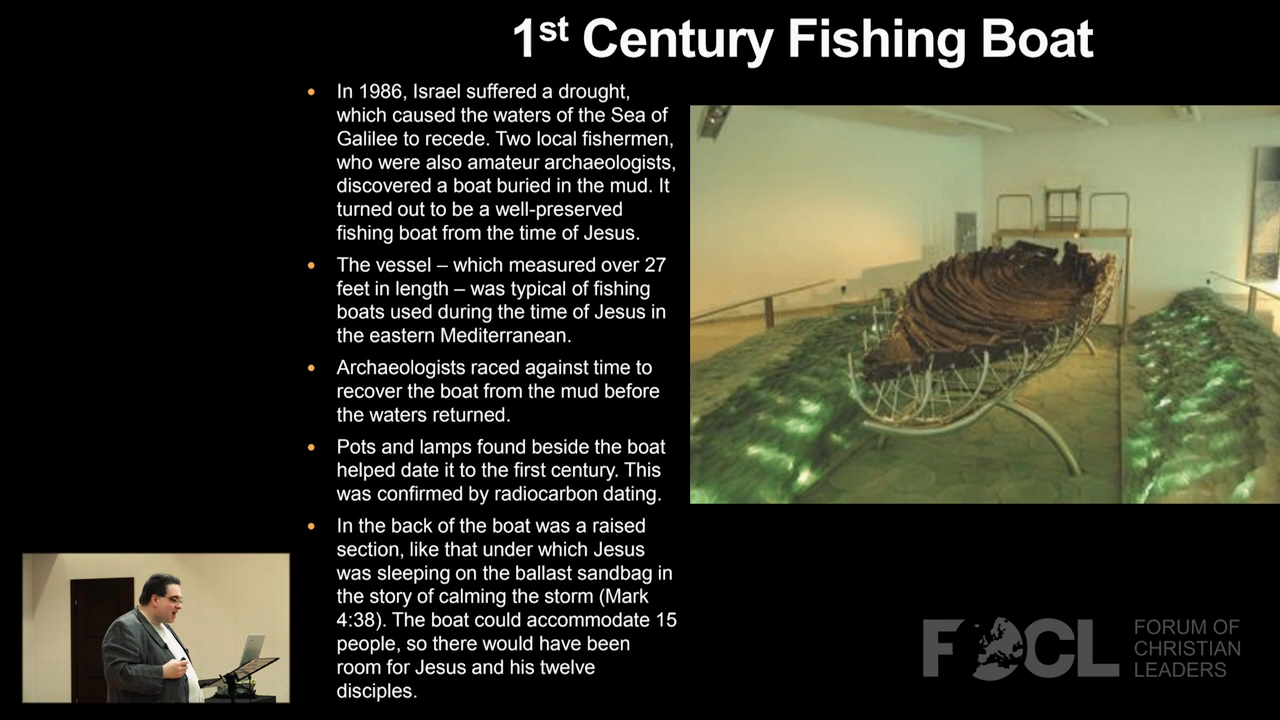 1st Century Fishing Boat
• In 1986, Israel suffered a drought,
which caused the waters of the Sea of
Galilee to recede. Two local fishermen,
who were also amateur archaeologists,
discovered a boat buried in the mud. It
turned out to be a well-preserved
fishing boat from the time of Jesus.
• The vessel – which measured over 27
feet in length – was typical of fishing
boats used during the time of Jesus in
the eastern Mediterranean.
• Archaeologists raced against time to
recover the boat from the mud before
the waters returned.
• Pots and lamps found beside the boat
helped date it to the first century. This
was confirmed by radiocarbon dating.
• In the back of the boat was a raised
section, like that under which Jesus
was sleeping on the ballast sandbag in
the story of calming the storm (Mark
4:38). The boat could accommodate 15
people, so there would have been
room for Jesus and his twelve
disciples.
FOCL
FORUM OF
CHRISTIAN
LEADERS